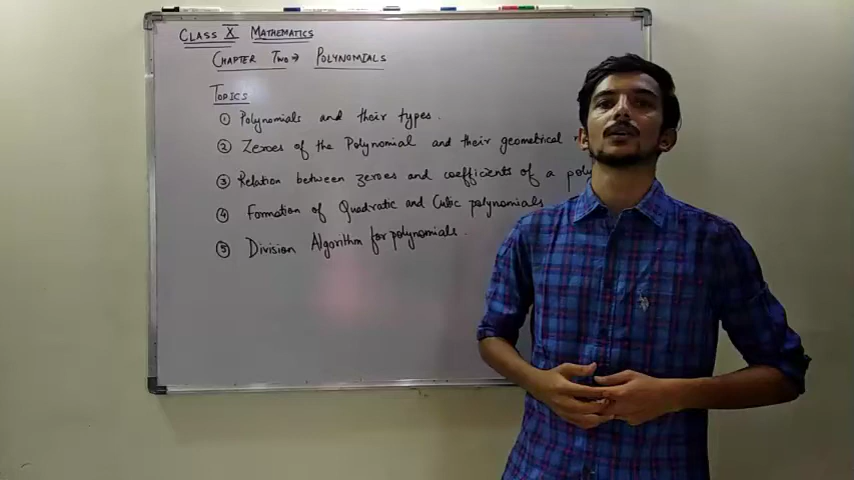 CLASS X MATHEMATICS
CHAPTER TWO → POLYNOMIALS
TOPICS
① Polynomials and their types.
② Zeroes of the Polynomial and their geometrical
③ Relation between zeroes and coefficients of a poly
④ Formation of Quadratic and Cubic polynomials
⑤ Division Algorithm for polynomials.